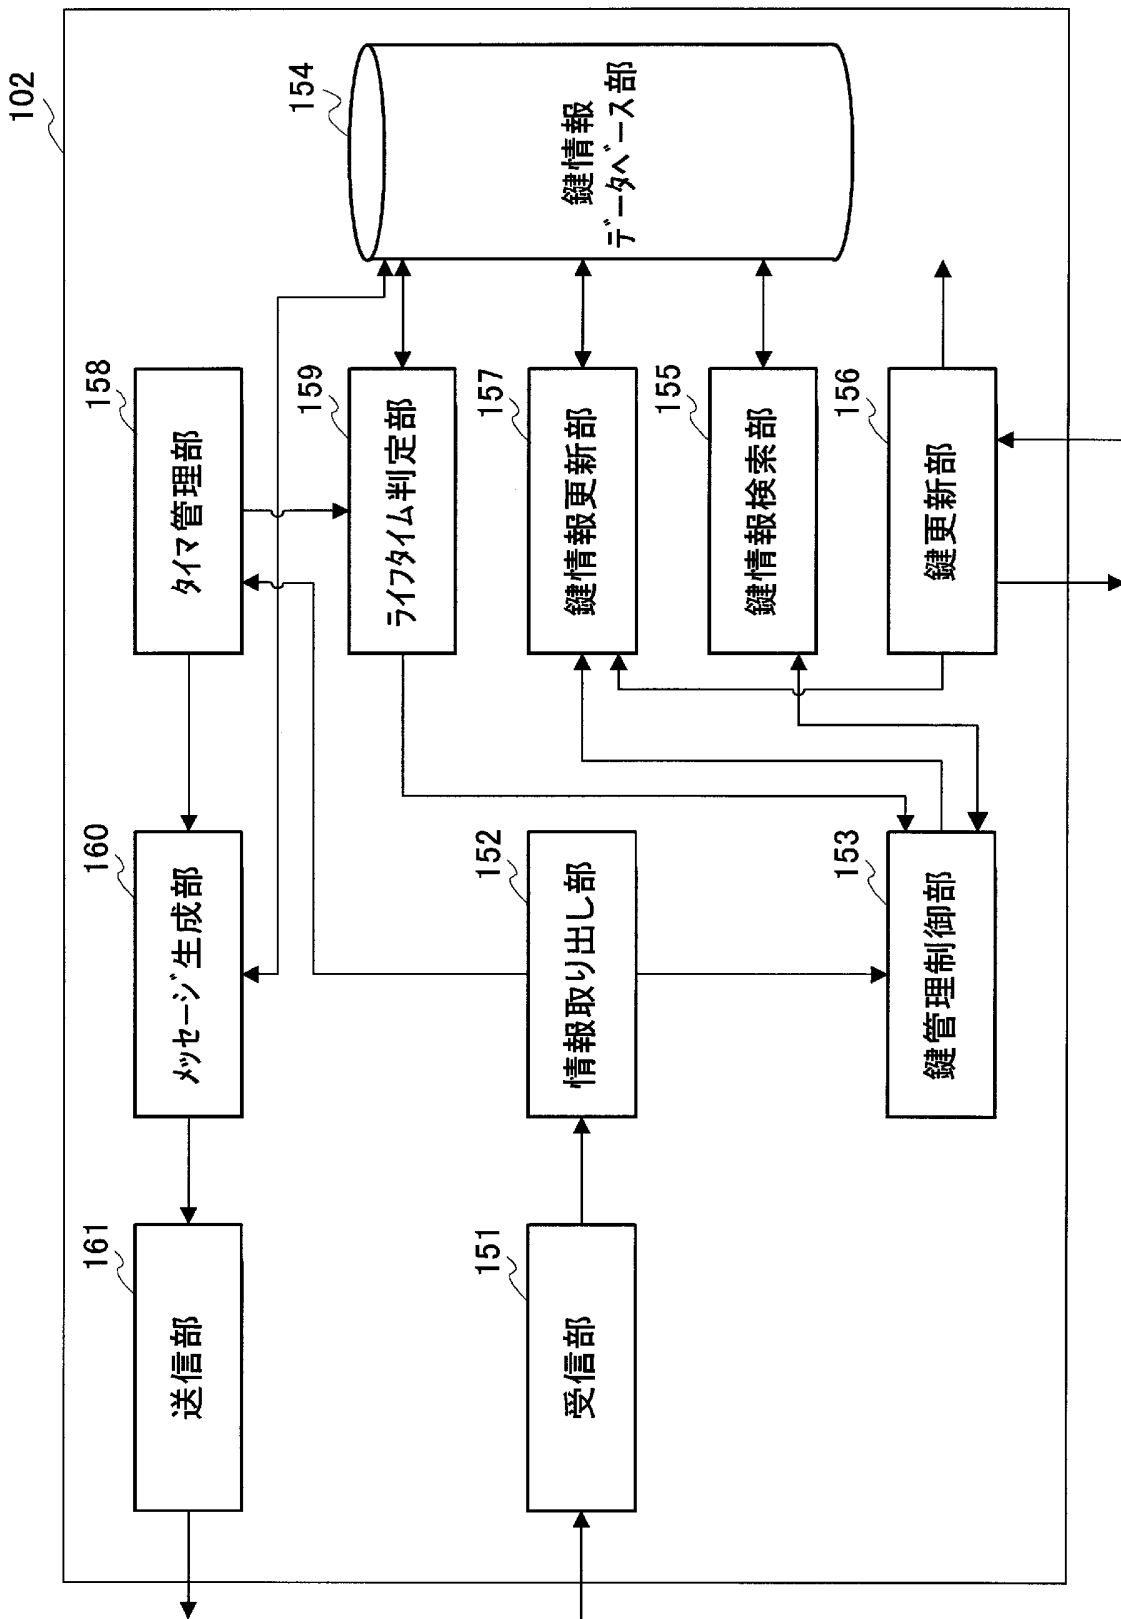 102
161
送信部
160
メッセージ生成部
158
タイマ管理部
159
ライフタイム判定部
154
鍵情報
データベース部
151
受信部
152
情報取り出し部
157
鍵情報更新部
155
鍵情報検索部
153
鍵管理制御部
156
鍵更新部